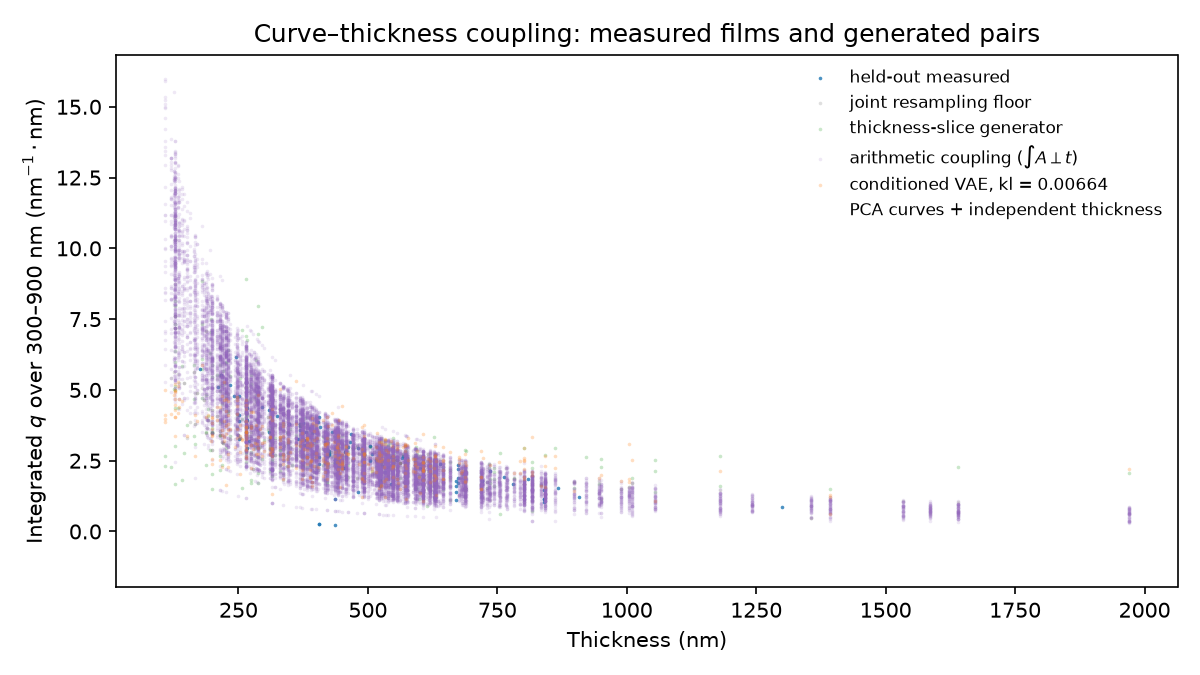 Curve–thickness coupling: measured films and generated pairs
held-out measured
joint resampling floor
thickness-slice generator
arithmetic coupling (∫A ⊥ t)
conditioned VAE, kl = 0.00664
PCA curves + independent thickness
Integrated q over 300–900 nm (nm⁻¹ · nm)
15.0
12.5
10.0
7.5
5.0
2.5
0.0
250 500 750 1000 1250 1500 1750 2000
Thickness (nm)